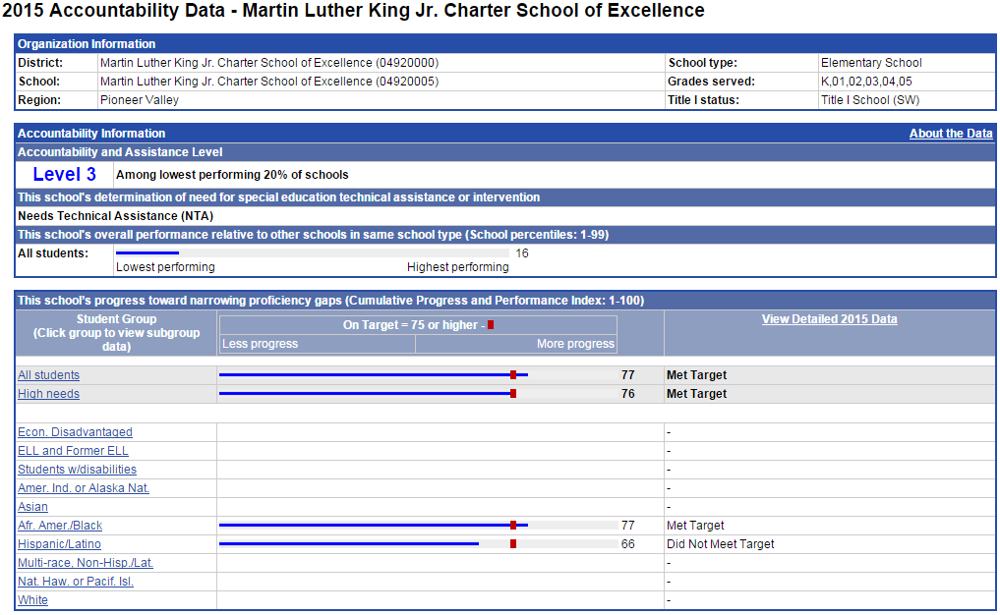 2015 Accountability Data - Martin Luther King Jr. Charter School of Excellence
Organization Information
District: Martin Luther King Jr. Charter School of Excellence (04920000) School type: Elementary School
School: Martin Luther King Jr. Charter School of Excellence (04920005) Grades served: K,01,02,03,04,05
Region: Pioneer Valley Title I status: Title I School (SW)
Accountability Information About the Data
Accountability and Assistance Level
Level 3 Among lowest performing 20% of schools
This school's determination of need for special education technical assistance or intervention
Needs Technical Assistance (NTA)
This school's overall performance relative to other schools in same school type (School percentiles: 1-99)
All students: 16
Lowest performing Highest performing
This school's progress toward narrowing proficiency gaps (Cumulative Progress and Performance Index: 1-100)
Student Group
(Click group to view subgroup
data)
On Target = 75 or higher -
Less progress More progress
View Detailed 2015 Data
All students 77 Met Target
High needs 76 Met Target
Econ. Disadvantaged -
ELL and Former ELL -
Students w/disabilities -
Amer. Ind. or Alaska Nat. -
Asian -
Afr. Amer./Black 77 Met Target
Hispanic/Latino 66 Did Not Meet Target
Multi-race, Non-Hisp./Lat. -
Nat. Haw. or Pacif. Isl. -
White -